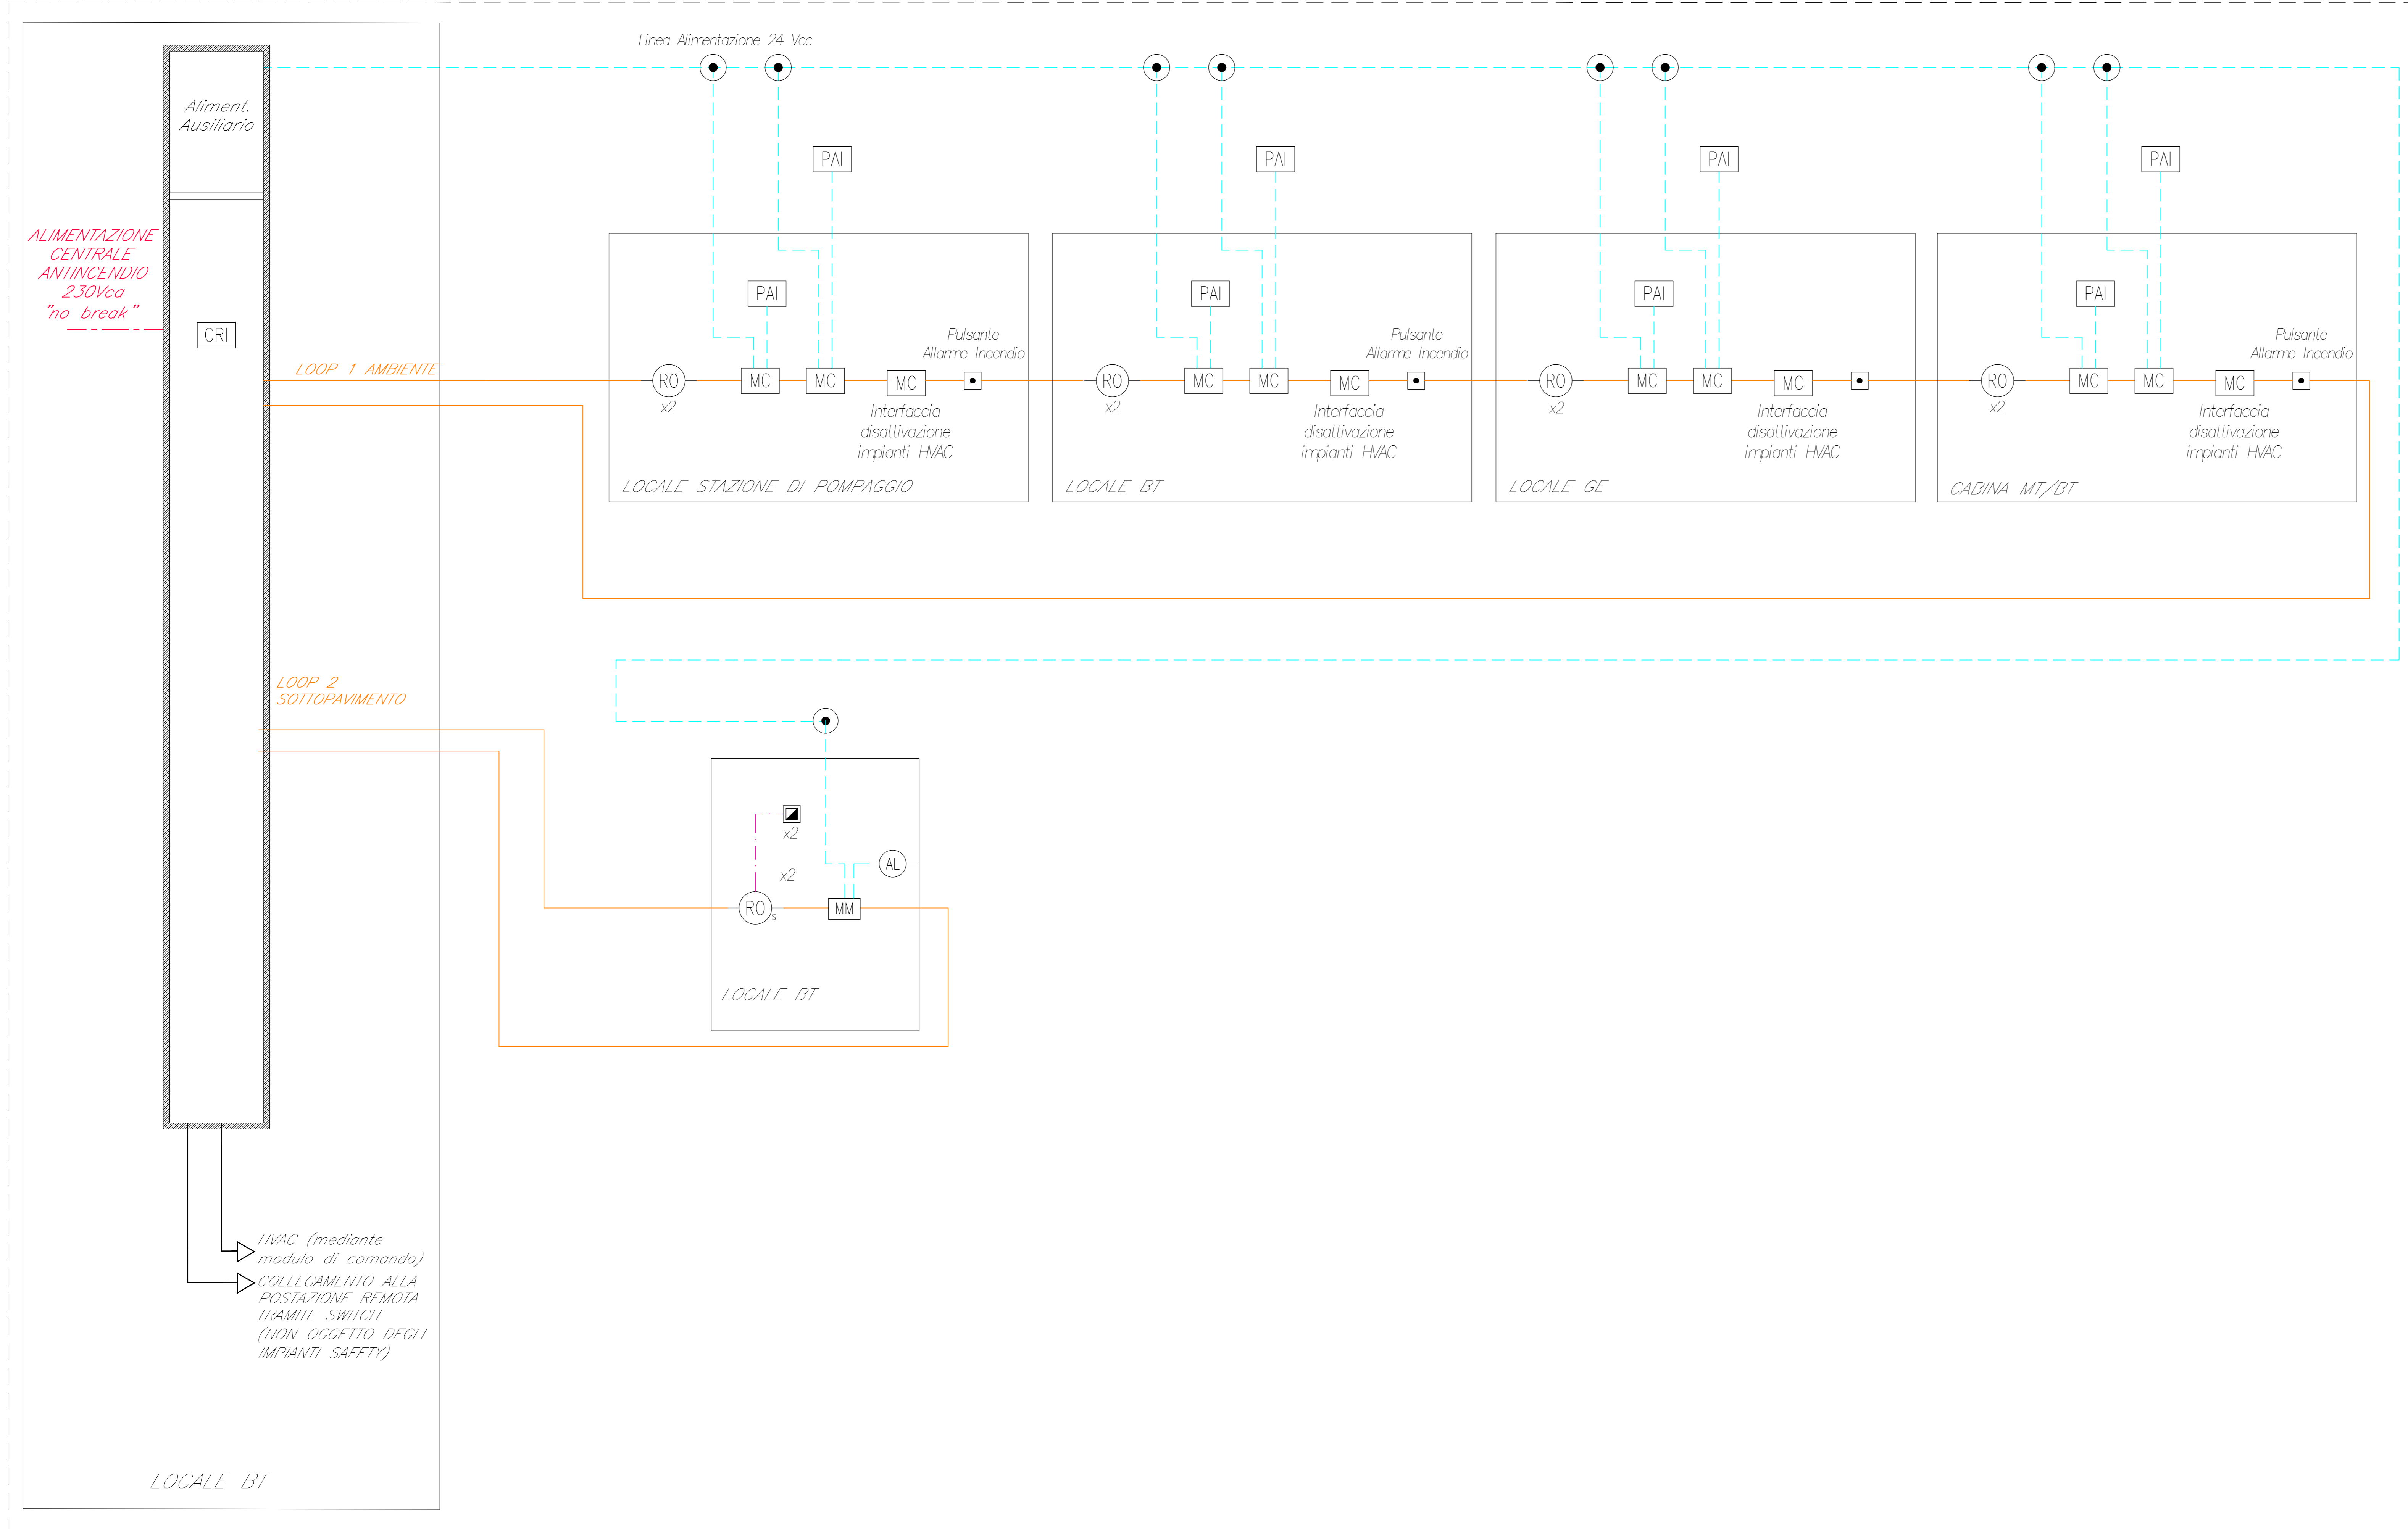 Linea Alimentazione 24 Vcc
Aliment.
Ausiliario
ALIMENTAZIONE
CENTRALE
ANTINCENDIO
230Vca
"no break"
CRI
LOOP 1 AMBIENTE
PAI
PAI
Pulsante
Allarme Incendio
RO
x2
MC
MC
MC
Interfaccia
disattivazione
impianti HVAC
LOCALE STAZIONE DI POMPAGGIO
PAI
PAI
Pulsante
Allarme Incendio
RO
x2
MC
MC
MC
Interfaccia
disattivazione
impianti HVAC
LOCALE BT
PAI
PAI
RO
x2
MC
MC
MC
Interfaccia
disattivazione
impianti HVAC
LOCALE GE
PAI
PAI
Pulsante
Allarme Incendio
RO
x2
MC
MC
MC
Interfaccia
disattivazione
impianti HVAC
CABINA MT/BT
LOOP 2
SOTTOPAVIMENTO
x2
x2
AL
RO
s
MM
LOCALE BT
HVAC (mediante
modulo di comando)
COLLEGAMENTO ALLA
POSTAZIONE REMOTA
TRAMITE SWITCH
(NON OGGETTO DEGLI
IMPIANTI SAFETY)
LOCALE BT